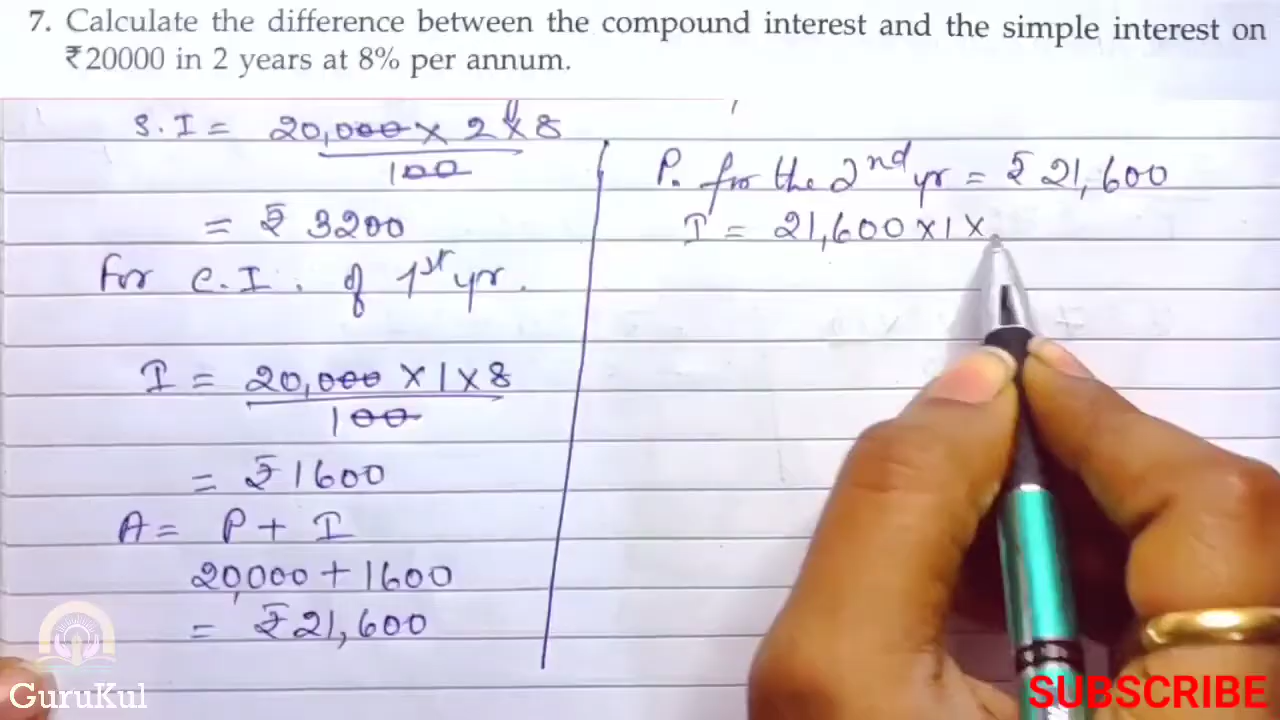 7. Calculate the difference between the compound interest and the simple interest on
₹20000 in 2 years at 8% per annum.
S.I = 20,000 × 2 × 8
100
= ₹ 3200
For C.I. of 1st yr.
I = 20,000 × 1 × 8
100
= ₹1600
A = P + I
20,000 + 1600
= ₹21,600
P. for the 2nd yr = ₹ 21,600
I = 21,600 × 1 ×
GuruKul
SUBSCRIBE